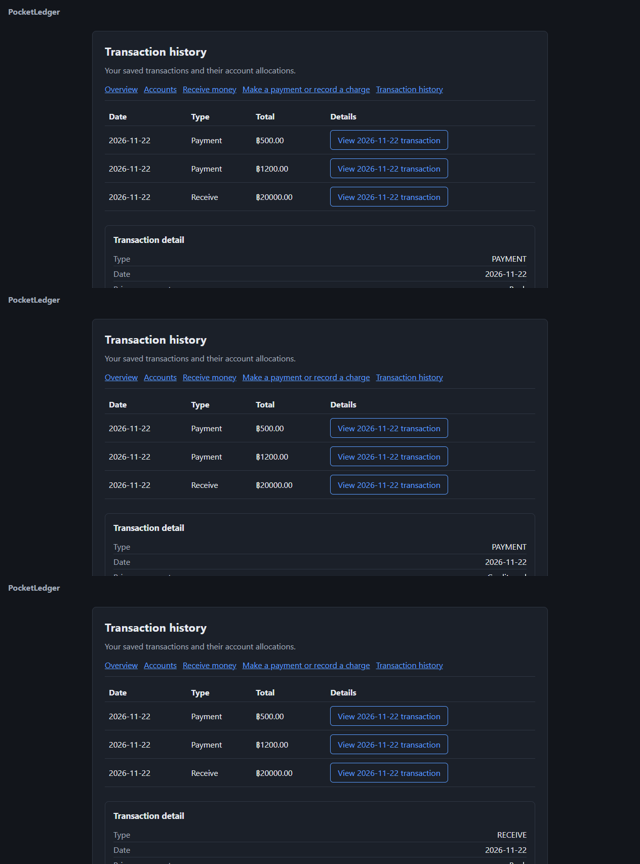 PocketLedger
Transaction history
Your saved transactions and their account allocations.
Overview Accounts Receive money Make a payment or record a charge Transaction history
Date Type Total Details
2026-11-22 Payment ฿500.00 View 2026-11-22 transaction
2026-11-22 Payment ฿1200.00 View 2026-11-22 transaction
2026-11-22 Receive ฿20000.00 View 2026-11-22 transaction
Transaction detail
Type PAYMENT
Date 2026-11-22
PocketLedger
Transaction history
Your saved transactions and their account allocations.
Overview Accounts Receive money Make a payment or record a charge Transaction history
Date Type Total Details
2026-11-22 Payment ฿500.00 View 2026-11-22 transaction
2026-11-22 Payment ฿1200.00 View 2026-11-22 transaction
2026-11-22 Receive ฿20000.00 View 2026-11-22 transaction
Transaction detail
Type PAYMENT
Date 2026-11-22
PocketLedger
Transaction history
Your saved transactions and their account allocations.
Overview Accounts Receive money Make a payment or record a charge Transaction history
Date Type Total Details
2026-11-22 Payment ฿500.00 View 2026-11-22 transaction
2026-11-22 Payment ฿1200.00 View 2026-11-22 transaction
2026-11-22 Receive ฿20000.00 View 2026-11-22 transaction
Transaction detail
Type RECEIVE
Date 2026-11-22